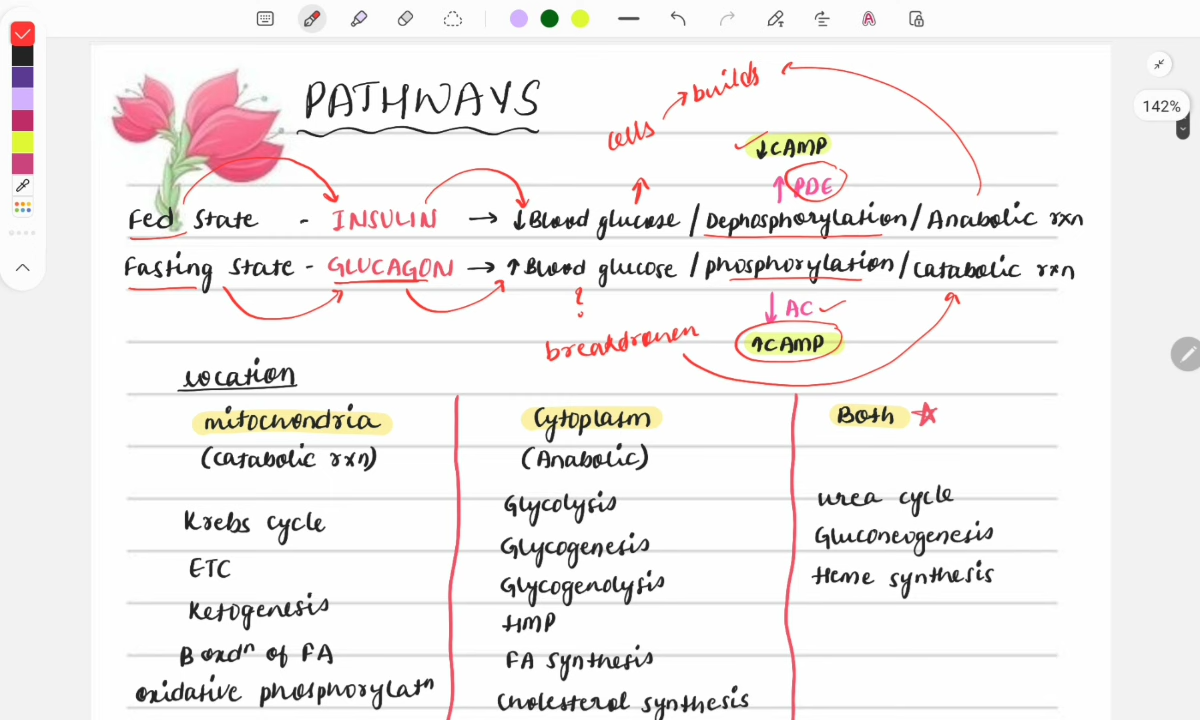 142%
PATHWAYS
cells → builds
↓CAMP
↑PDE
Fed State - INSULIN → ↓Blood glucose / Dephosphorylation / Anabolic rxn
Fasting State - GLUCAGON → ↑Blood glucose / phosphorylation / catabolic rxn
?
↓ AC ✓
breakdrown
↑CAMP
location
mitochondria
(catabolic rxn)
Krebs cycle
ETC
Ketogenesis
B oxdⁿ of FA
oxidative phosphorylatⁿ
Cytoplasm
(Anabolic)
Glycolysis
Glycogenesis
Glycogenolysis
HMP
FA synthesis
Cholesterol synthesis
Both ☆
urea cycle
Gluconeogenesis
Heme synthesis